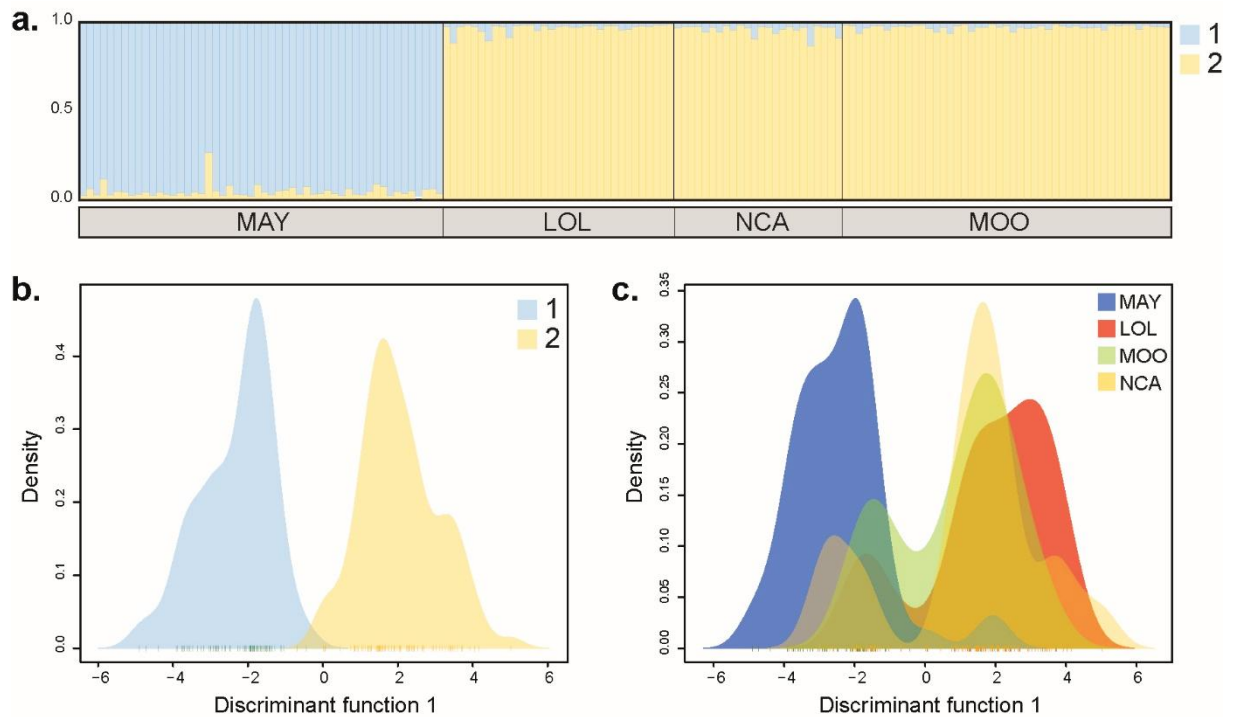 a.
1.0
0.5
0.0
1
2
MAY LOL NCA MOO
b.
Density
0.4
0.3
0.2
0.1
0.0
1
2
−6 −4 −2 0 2 4 6
Discriminant function 1
c.
Density
0.35
0.30
0.25
0.20
0.15
0.10
0.05
0.00
MAY
LOL
MOO
NCA
−6 −4 −2 0 2 4 6
Discriminant function 1